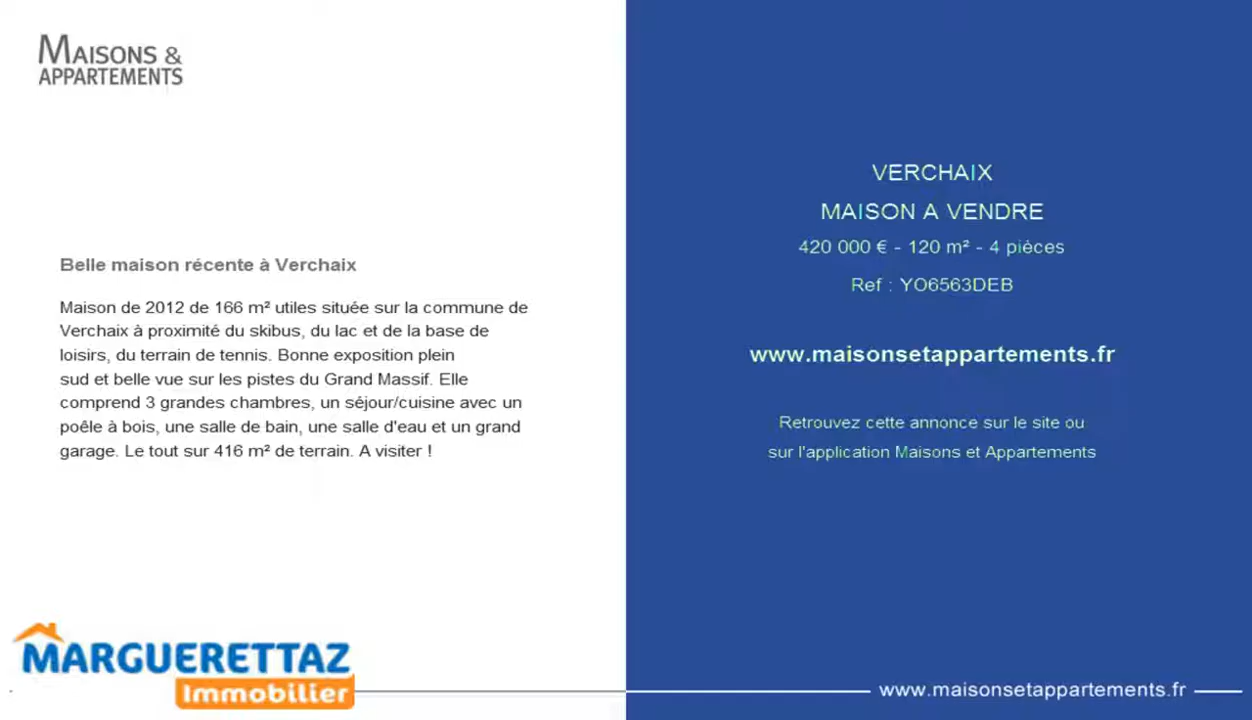 MAISONS &
APPARTEMENTS
Belle maison récente à Verchaix
Maison de 2012 de 166 m² utiles située sur la commune de
Verchaix à proximité du skibus, du lac et de la base de
loisirs, du terrain de tennis. Bonne exposition plein
sud et belle vue sur les pistes du Grand Massif. Elle
comprend 3 grandes chambres, un séjour/cuisine avec un
poêle à bois, une salle de bain, une salle d'eau et un grand
garage. Le tout sur 416 m² de terrain. A visiter !
MARGUERETTAZ
Immobilier
VERCHAIX
MAISON A VENDRE
420 000 € - 120 m² - 4 pièces
Ref : YO6563DEB
www.maisonsetappartements.fr
Retrouvez cette annonce sur le site ou
sur l'application Maisons et Appartements
www.maisonsetappartements.fr